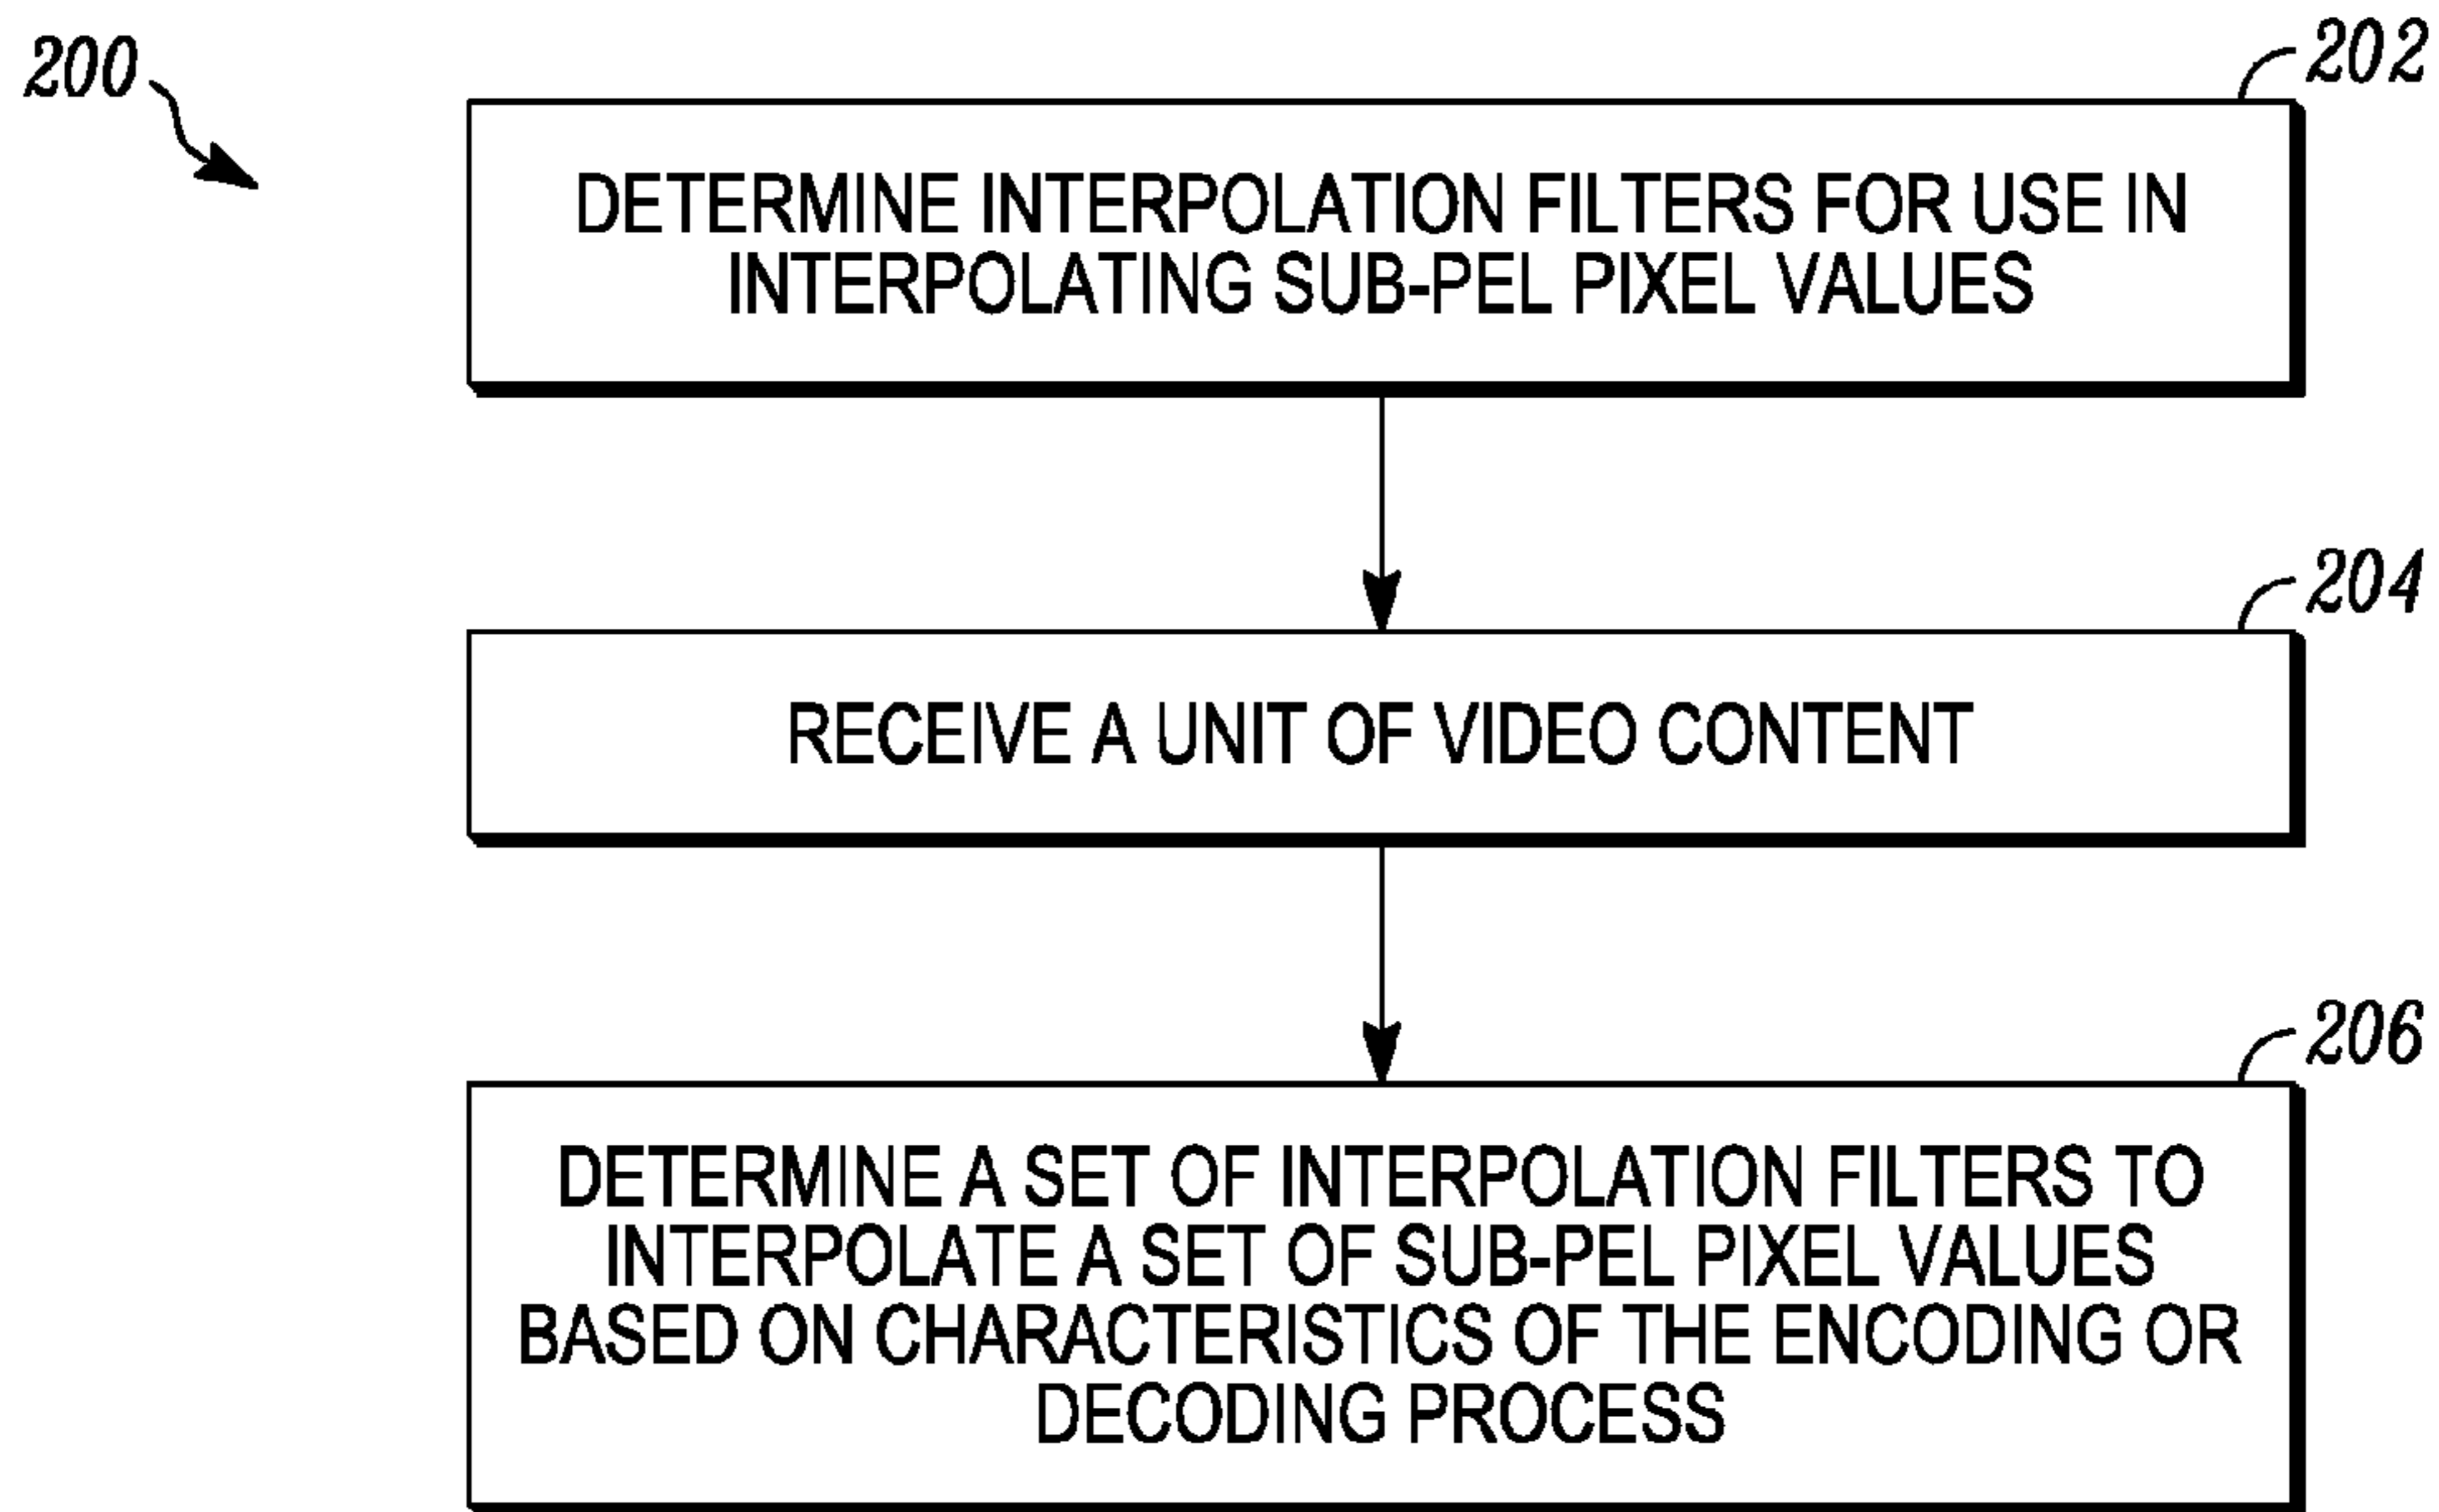 200
202
DETERMINE INTERPOLATION FILTERS FOR USE IN
INTERPOLATING SUB-PEL PIXEL VALUES
204
RECEIVE A UNIT OF VIDEO CONTENT
206
DETERMINE A SET OF INTERPOLATION FILTERS TO
INTERPOLATE A SET OF SUB-PEL PIXEL VALUES
BASED ON CHARACTERISTICS OF THE ENCODING OR
DECODING PROCESS